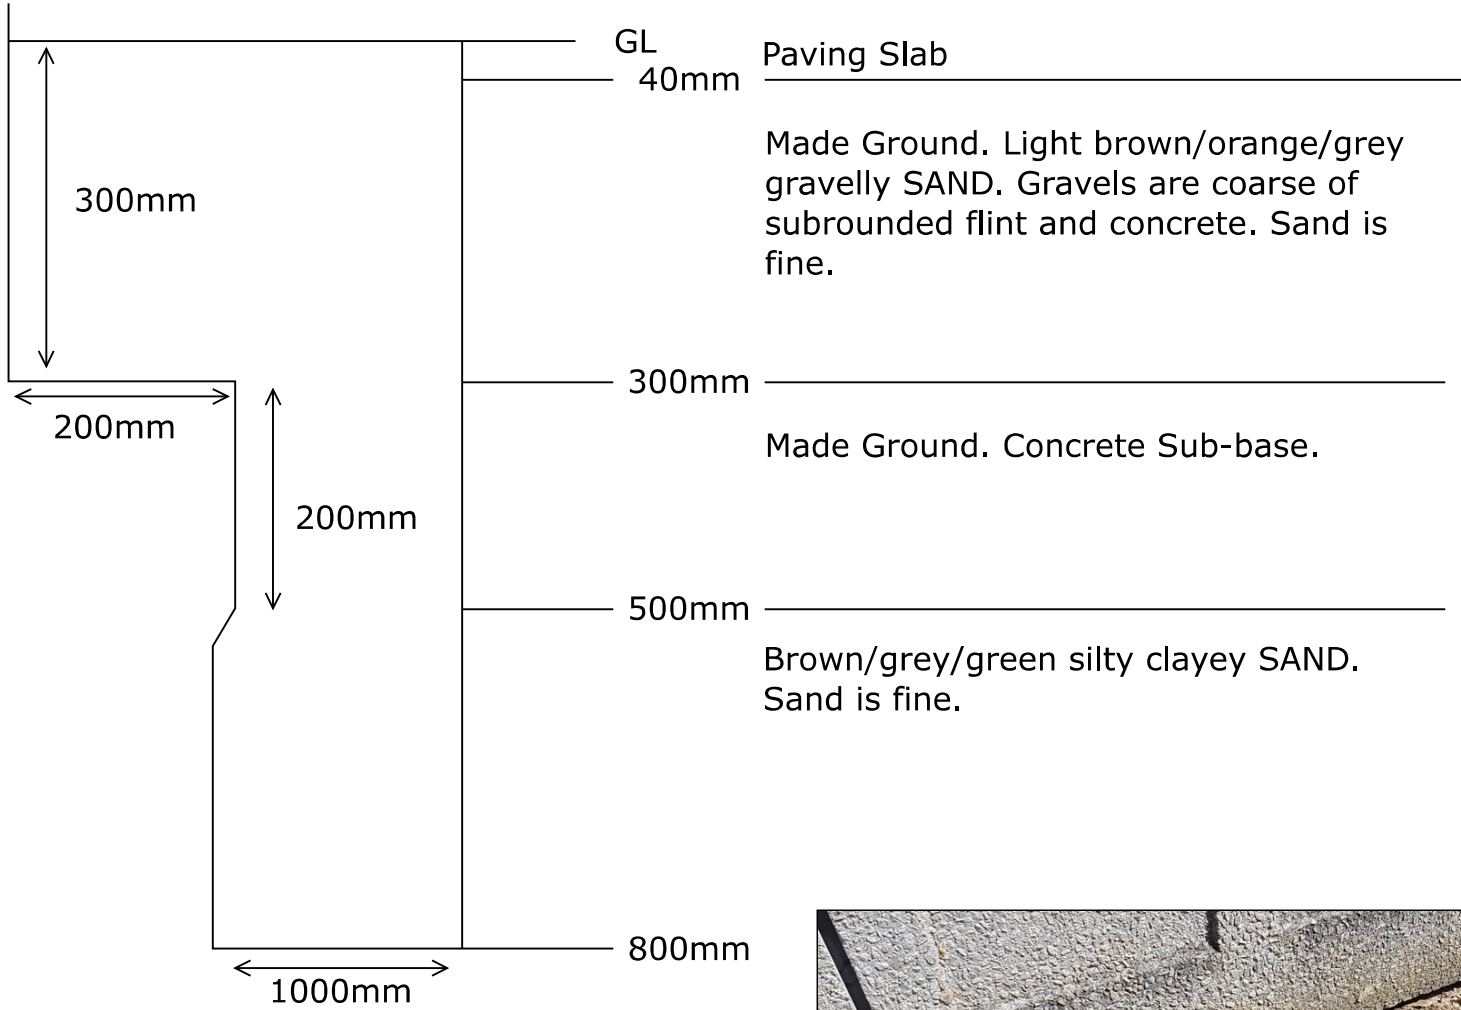 GL
Paving Slab
40mm
Made Ground. Light brown/orange/grey
gravelly SAND. Gravels are coarse of
subrounded flint and concrete. Sand is
fine.
300mm
300mm
200mm
Made Ground. Concrete Sub-base.
200mm
500mm
Brown/grey/green silty clayey SAND.
Sand is fine.
800mm
1000mm